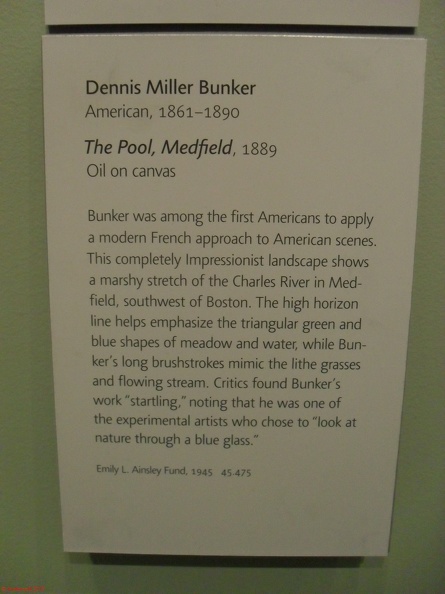 Dennis Miller Bunker
American, 1861–1890
The Pool, Medfield, 1889
Oil on canvas
Bunker was among the first Americans to apply
a modern French approach to American scenes.
This completely Impressionist landscape shows
a marshy stretch of the Charles River in Med-
field, southwest of Boston. The high horizon
line helps emphasize the triangular green and
blue shapes of meadow and water, while Bun-
ker's long brushstrokes mimic the lithe grasses
and flowing stream. Critics found Bunker's
work "startling," noting that he was one of
the experimental artists who chose to "look at
nature through a blue glass."
Emily L. Ainsley Fund, 1945 45.475